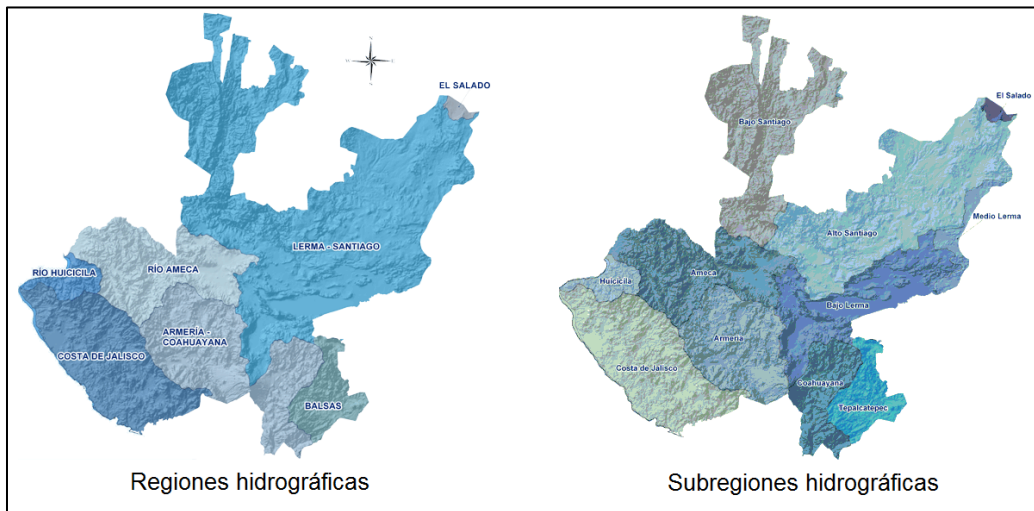 EL SALADO
LERMA - SANTIAGO
RÍO HUICICILA
RÍO AMECA
ARMERÍA -
COAHUAYANA
COSTA DE JALISCO
BALSAS
Regiones hidrográficas
El Salado
Bajo Santiago
Medio Lerma
Alto Santiago
Huicicila
Ameca
Bajo Lerma
Armería
Costa de Jalisco
Coahuayana
Tepalcatepec
Subregiones hidrográficas